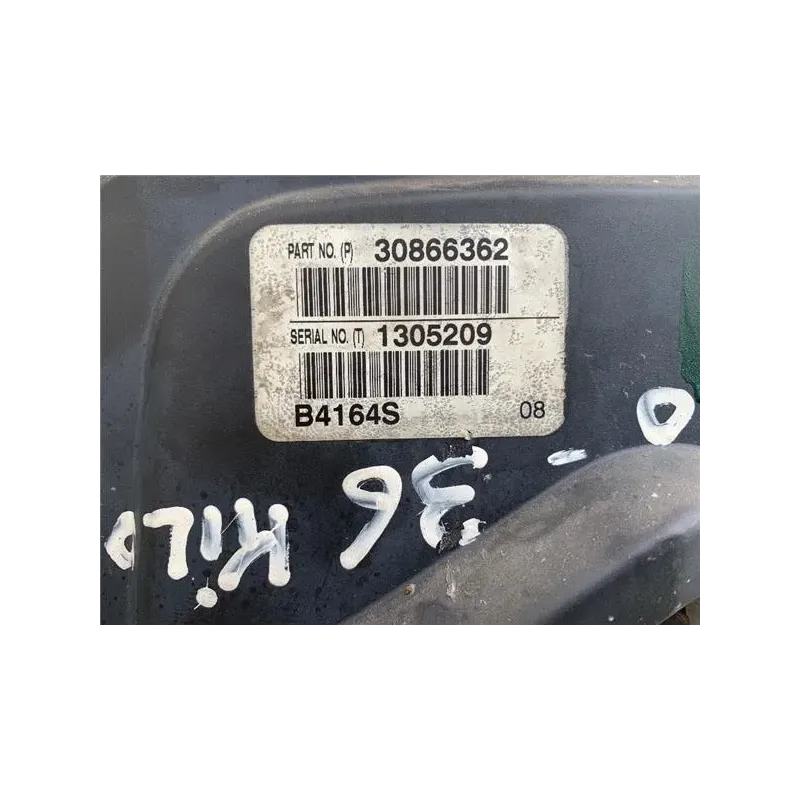 PART NO. (P) 30866362
SERIAL NO. (T) 1305209
B4164S 08